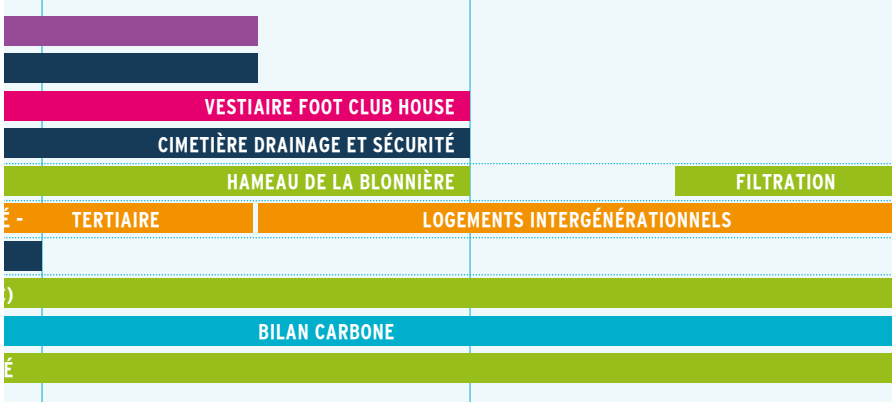 VESTIAIRE FOOT CLUB HOUSE
CIMETIÈRE DRAINAGE ET SÉCURITÉ
HAMEAU DE LA BLONNIÈRE FILTRATION
É - TERTIAIRE LOGEMENTS INTERGÉNÉRATIONNELS
)
BILAN CARBONE
É